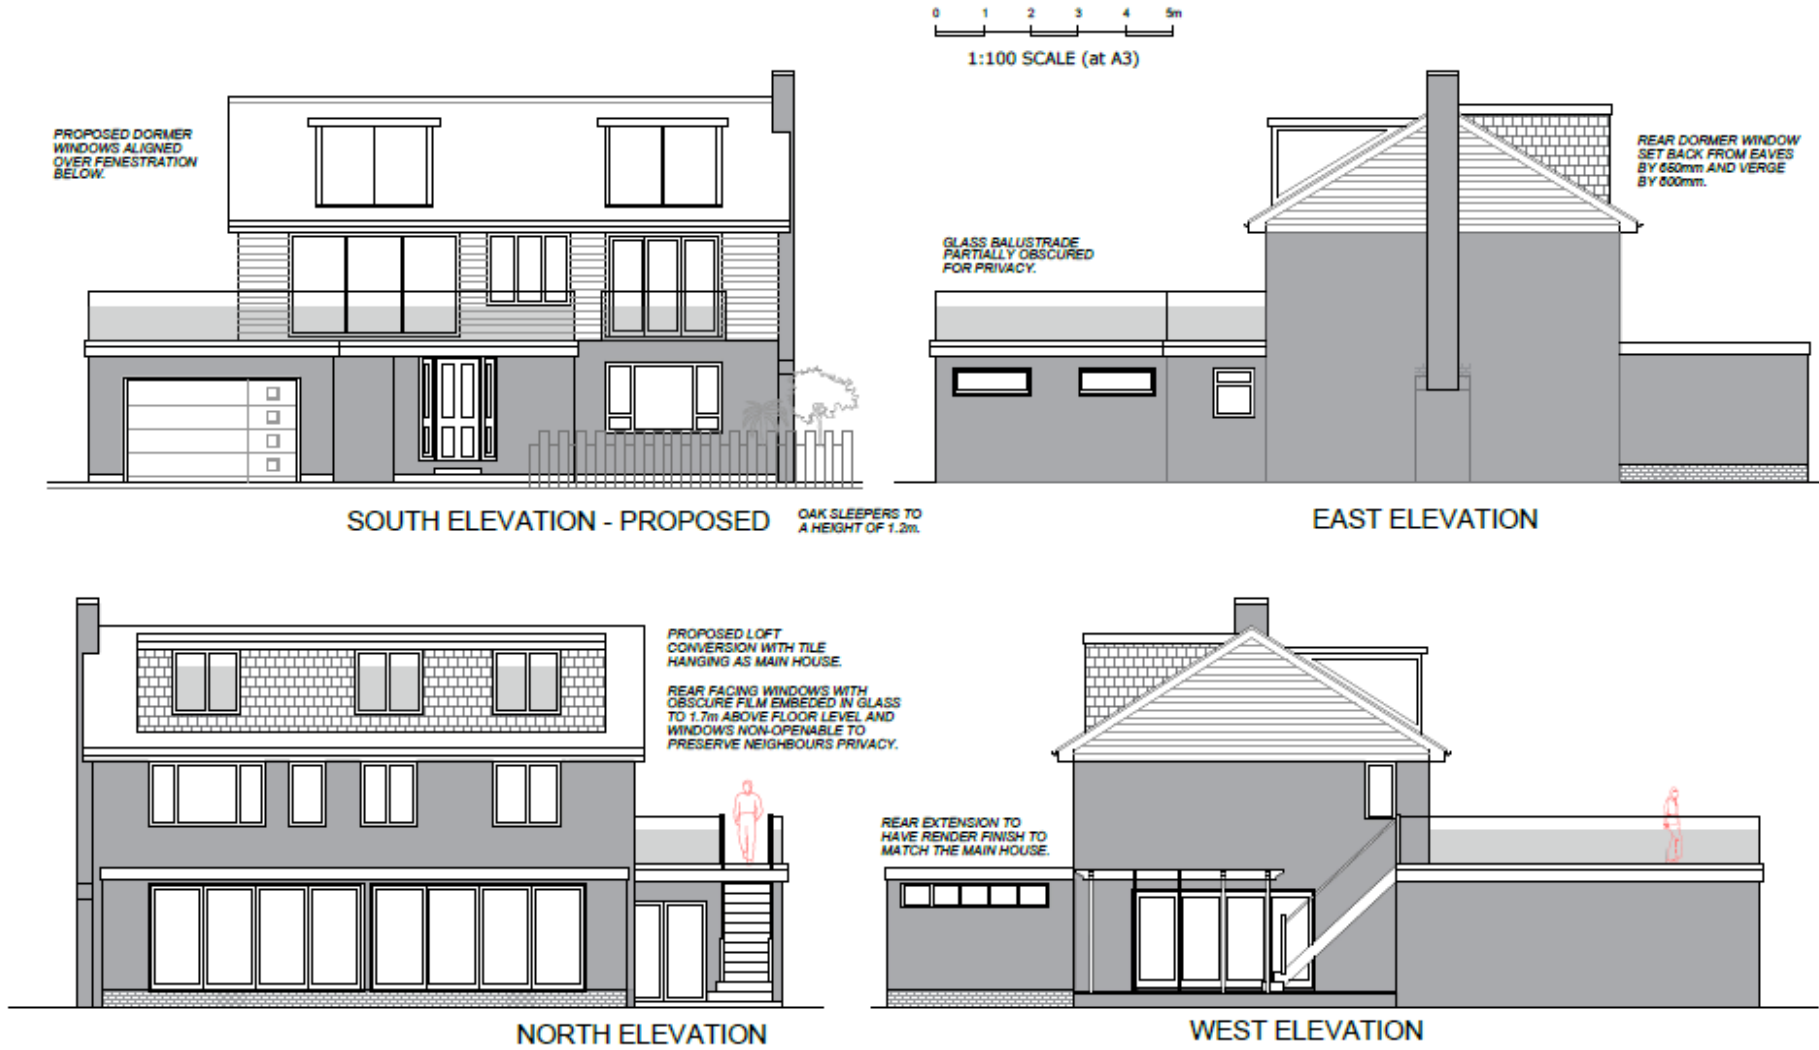 0 1 2 3 4 5m
1:100 SCALE (at A3)
PROPOSED DORMER
WINDOWS ALIGNED
OVER FENESTRATION
BELOW.
GLASS BALUSTRADE
PARTIALLY OBSCURED
FOR PRIVACY.
REAR DORMER WINDOW
SET BACK FROM EAVES
BY 650mm AND VERGE
BY 600mm.
SOUTH ELEVATION - PROPOSED
OAK SLEEPERS TO
A HEIGHT OF 1.2m.
EAST ELEVATION
PROPOSED LOFT
CONVERSION WITH TILE
HANGING AS MAIN HOUSE.
REAR FACING WINDOWS WITH
OBSCURE FILM EMBEDED IN GLASS
TO 1.7m ABOVE FLOOR LEVEL AND
WINDOWS NON-OPENABLE TO
PRESERVE NEIGHBOURS PRIVACY.
REAR EXTENSION TO
HAVE RENDER FINISH TO
MATCH THE MAIN HOUSE.
NORTH ELEVATION
WEST ELEVATION